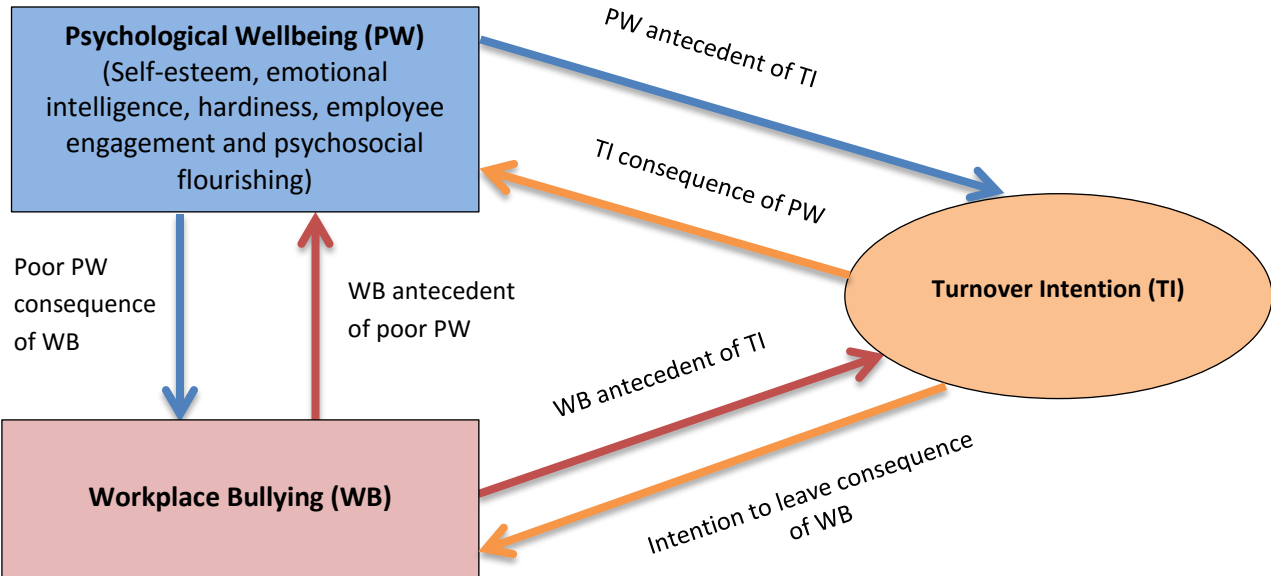 Psychological Wellbeing (PW)
(Self-esteem, emotional
intelligence, hardiness, employee
engagement and psychosocial
flourishing)
PW antecedent of TI
TI consequence of PW
Turnover Intention (TI)
Poor PW
consequence
of WB
WB antecedent
of poor PW
WB antecedent of TI
Intention to leave consequence
of WB
Workplace Bullying (WB)